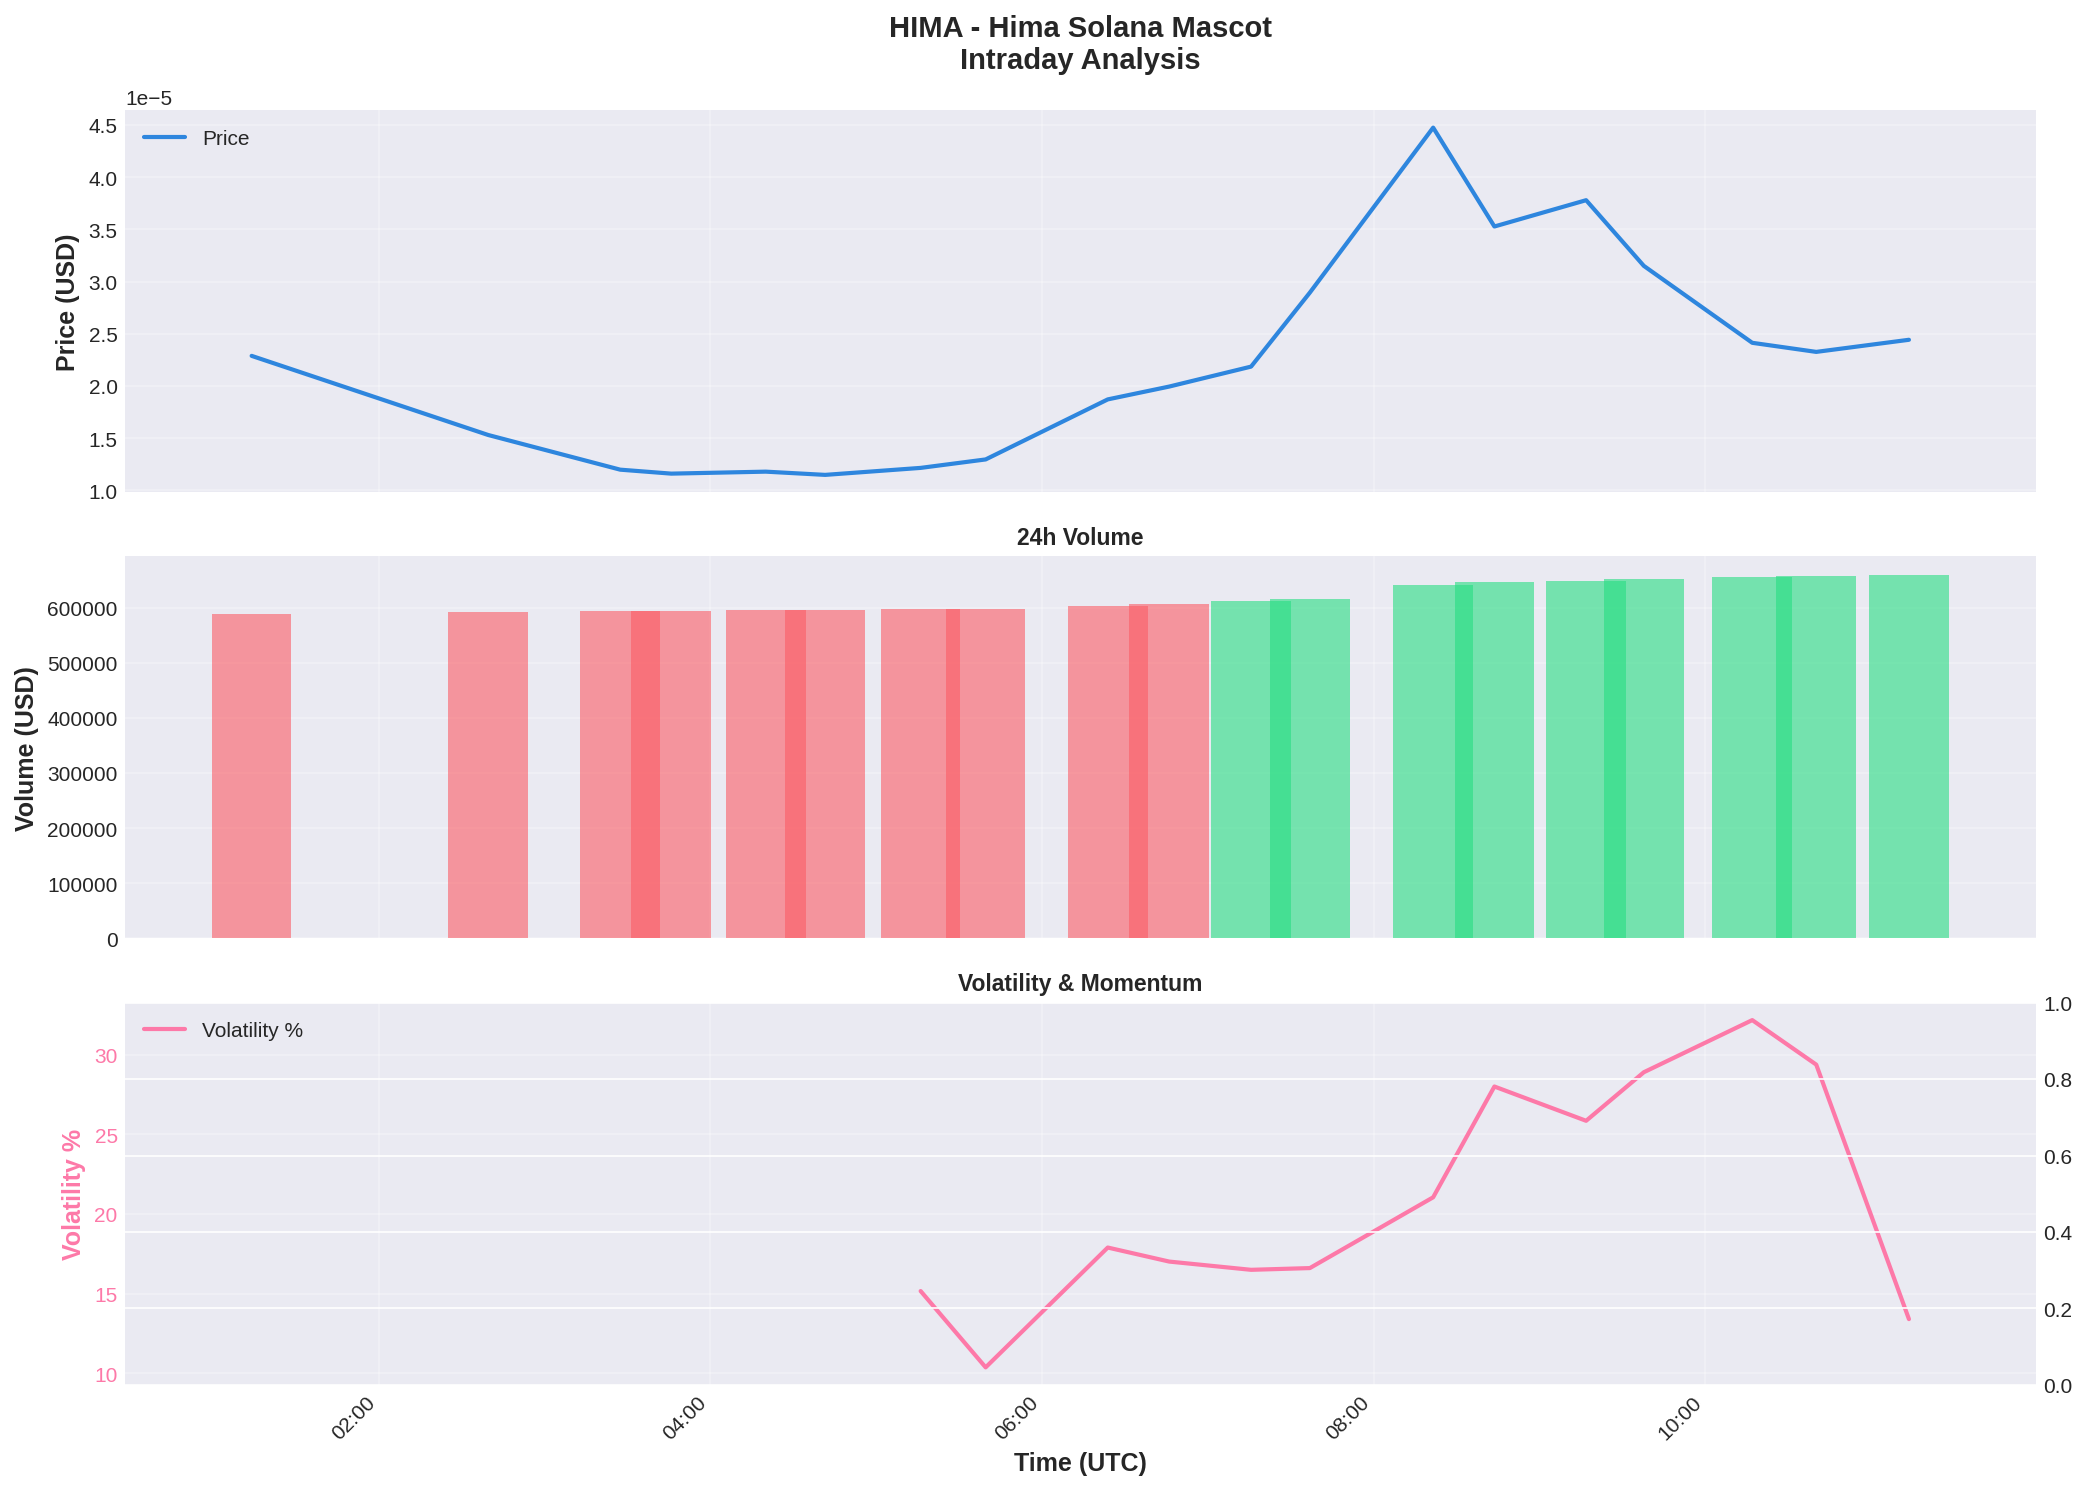 HIMA - Hima Solana Mascot
Intraday Analysis
1e−5
Price
4.5
4.0
3.5
3.0
2.5
2.0
1.5
1.0
Price (USD)
24h Volume
600000
500000
400000
300000
200000
100000
0
Volume (USD)
Volatility & Momentum
Volatility %
30
25
20
15
10
Volatility %
1.0
0.8
0.6
0.4
0.2
0.0
02:00
04:00
06:00
08:00
10:00
Time (UTC)